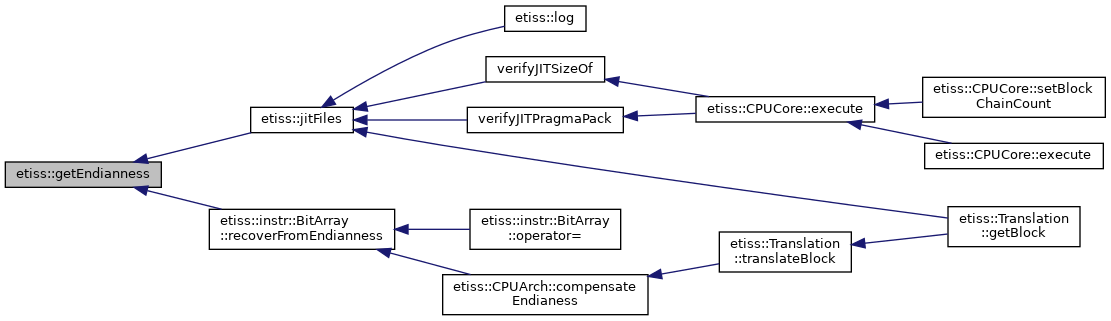 etiss::log
verifyJITSizeOf
etiss::CPUCore::setBlock
ChainCount
etiss::CPUCore::execute
etiss::jitFiles
verifyJITPragmaPack
etiss::CPUCore::execute
etiss::getEndianness
etiss::instr::BitArray
::recoverFromEndianness
etiss::instr::BitArray
::operator=
etiss::Translation
::getBlock
etiss::Translation
::translateBlock
etiss::CPUArch::compensate
Endianess